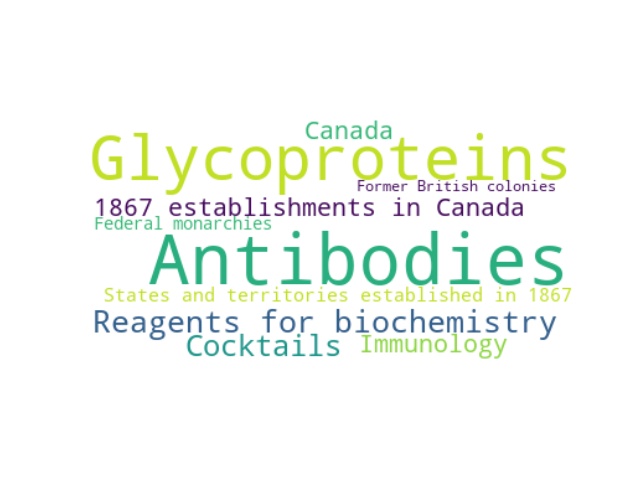 Canada
Glycoproteins
Former British colonies
1867 establishments in Canada
Federal monarchies
Antibodies
States and territories established in 1867
Reagents for biochemistry
Cocktails Immunology